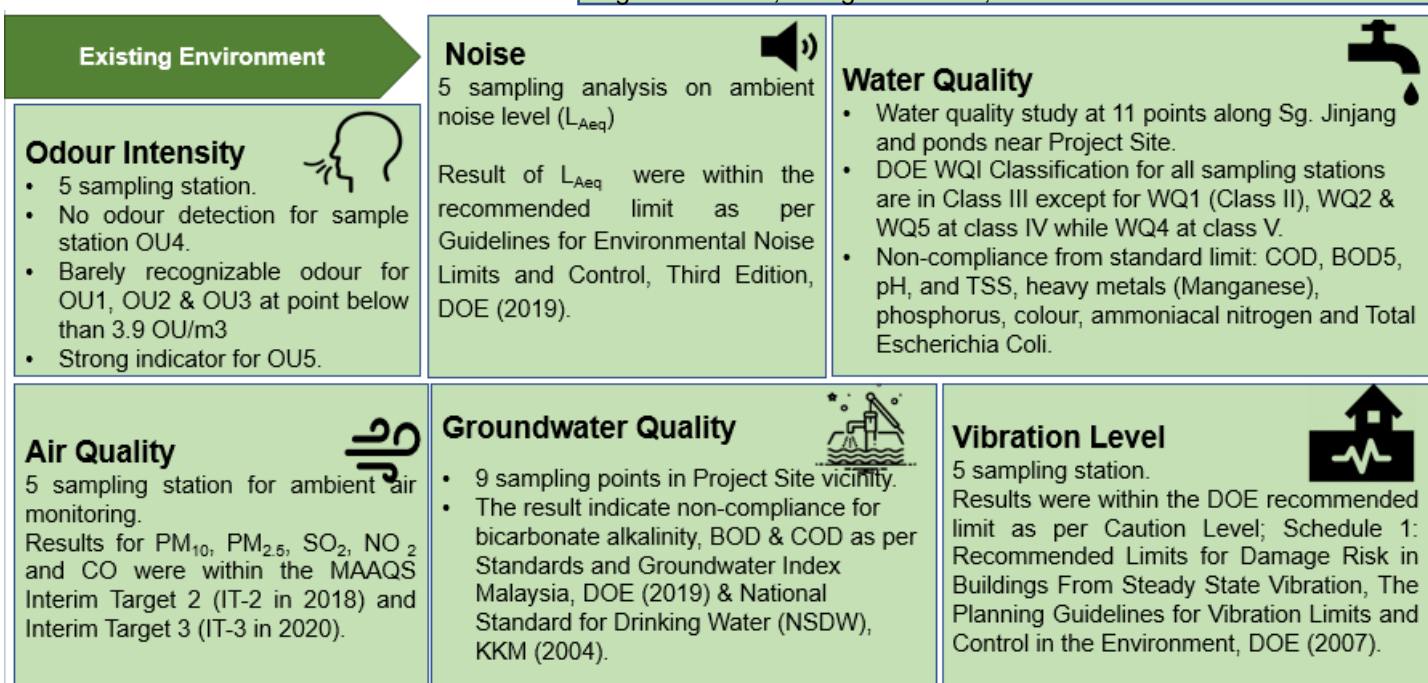 Existing Environment
Odour Intensity
• 5 sampling station.
• No odour detection for sample
station OU4.
• Barely recognizable odour for
OU1, OU2 & OU3 at point below
than 3.9 OU/m3
• Strong indicator for OU5.
Noise
5 sampling analysis on ambient
noise level (LAeq)
Result of LAeq were within the
recommended limit as per
Guidelines for Environmental Noise
Limits and Control, Third Edition,
DOE (2019).
Water Quality
• Water quality study at 11 points along Sg. Jinjang
and ponds near Project Site.
• DOE WQI Classification for all sampling stations
are in Class III except for WQ1 (Class II), WQ2 &
WQ5 at class IV while WQ4 at class V.
• Non-compliance from standard limit: COD, BOD5,
pH, and TSS, heavy metals (Manganese),
phosphorus, colour, ammoniacal nitrogen and Total
Escherichia Coli.
Air Quality
5 sampling station for ambient air
monitoring.
Results for PM10, PM2.5, SO2, NO 2
and CO were within the MAAQS
Interim Target 2 (IT-2 in 2018) and
Interim Target 3 (IT-3 in 2020).
Groundwater Quality
• 9 sampling points in Project Site vicinity.
• The result indicate non-compliance for
bicarbonate alkalinity, BOD & COD as per
Standards and Groundwater Index
Malaysia, DOE (2019) & National
Standard for Drinking Water (NSDW),
KKM (2004).
Vibration Level
5 sampling station.
Results were within the DOE recommended
limit as per Caution Level; Schedule 1:
Recommended Limits for Damage Risk in
Buildings From Steady State Vibration, The
Planning Guidelines for Vibration Limits and
Control in the Environment, DOE (2007).